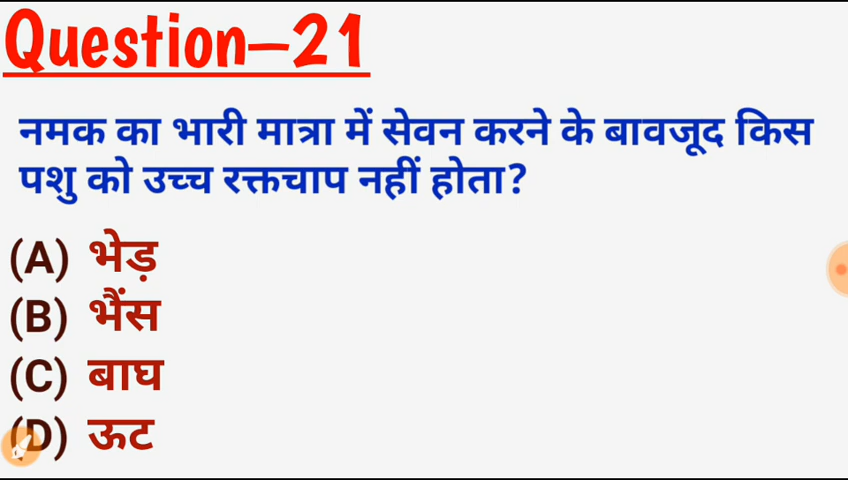 Question–21
नमक का भारी मात्रा में सेवन करने के बावजूद किस
पशु को उच्च रक्तचाप नहीं होता?
(A) भेड़
(B) भैंस
(C) बाघ
(D) ऊट